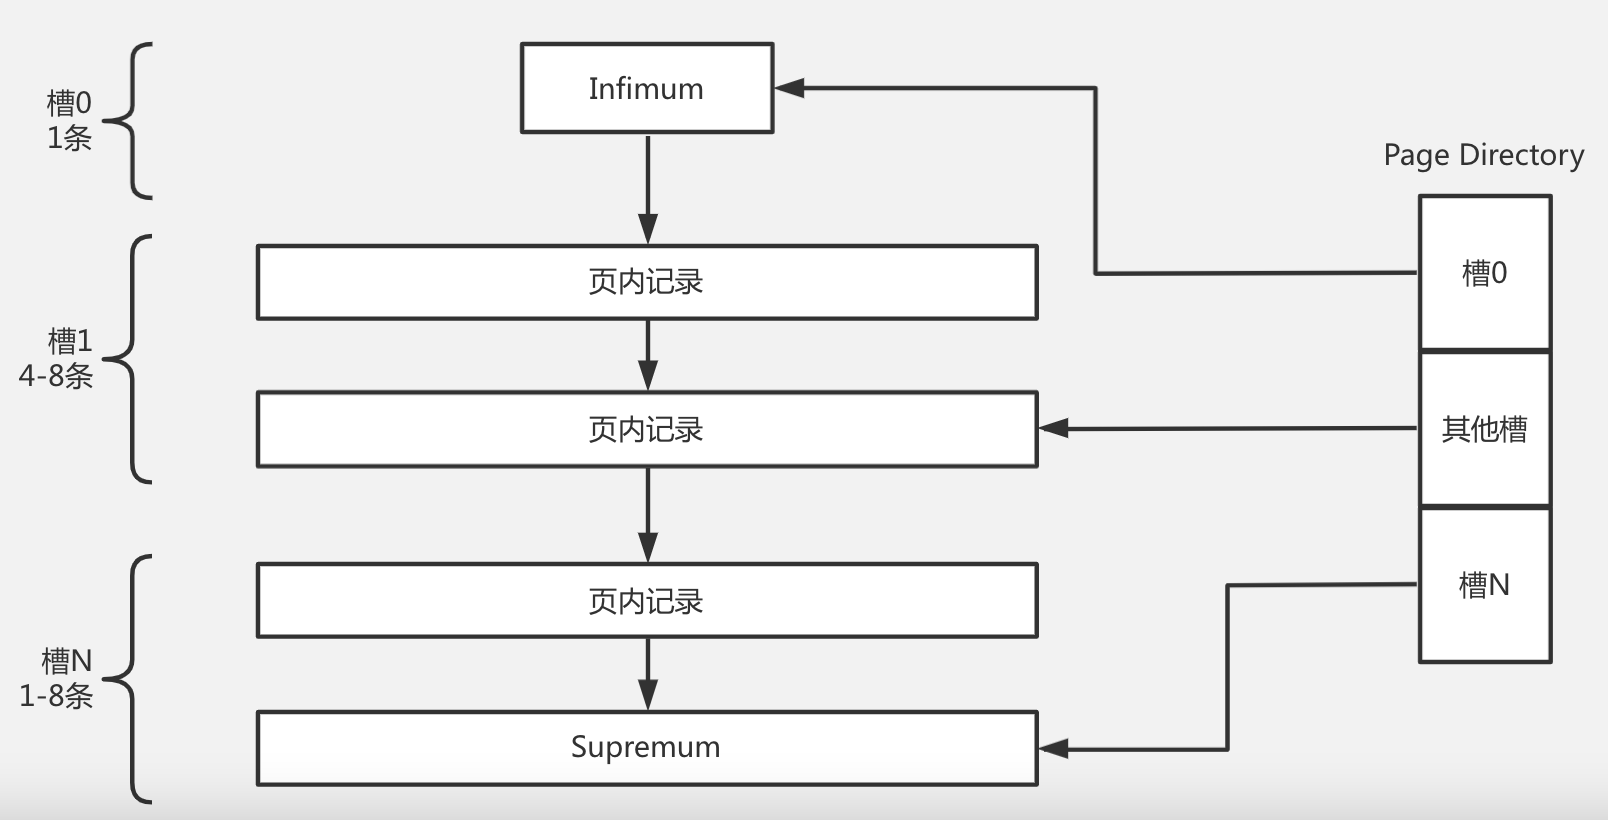 Infimum
槽0
1条
Page Directory
槽0
页内记录
槽1
4-8条
页内记录
其他槽
页内记录
槽N
槽N
1-8条
Supremum